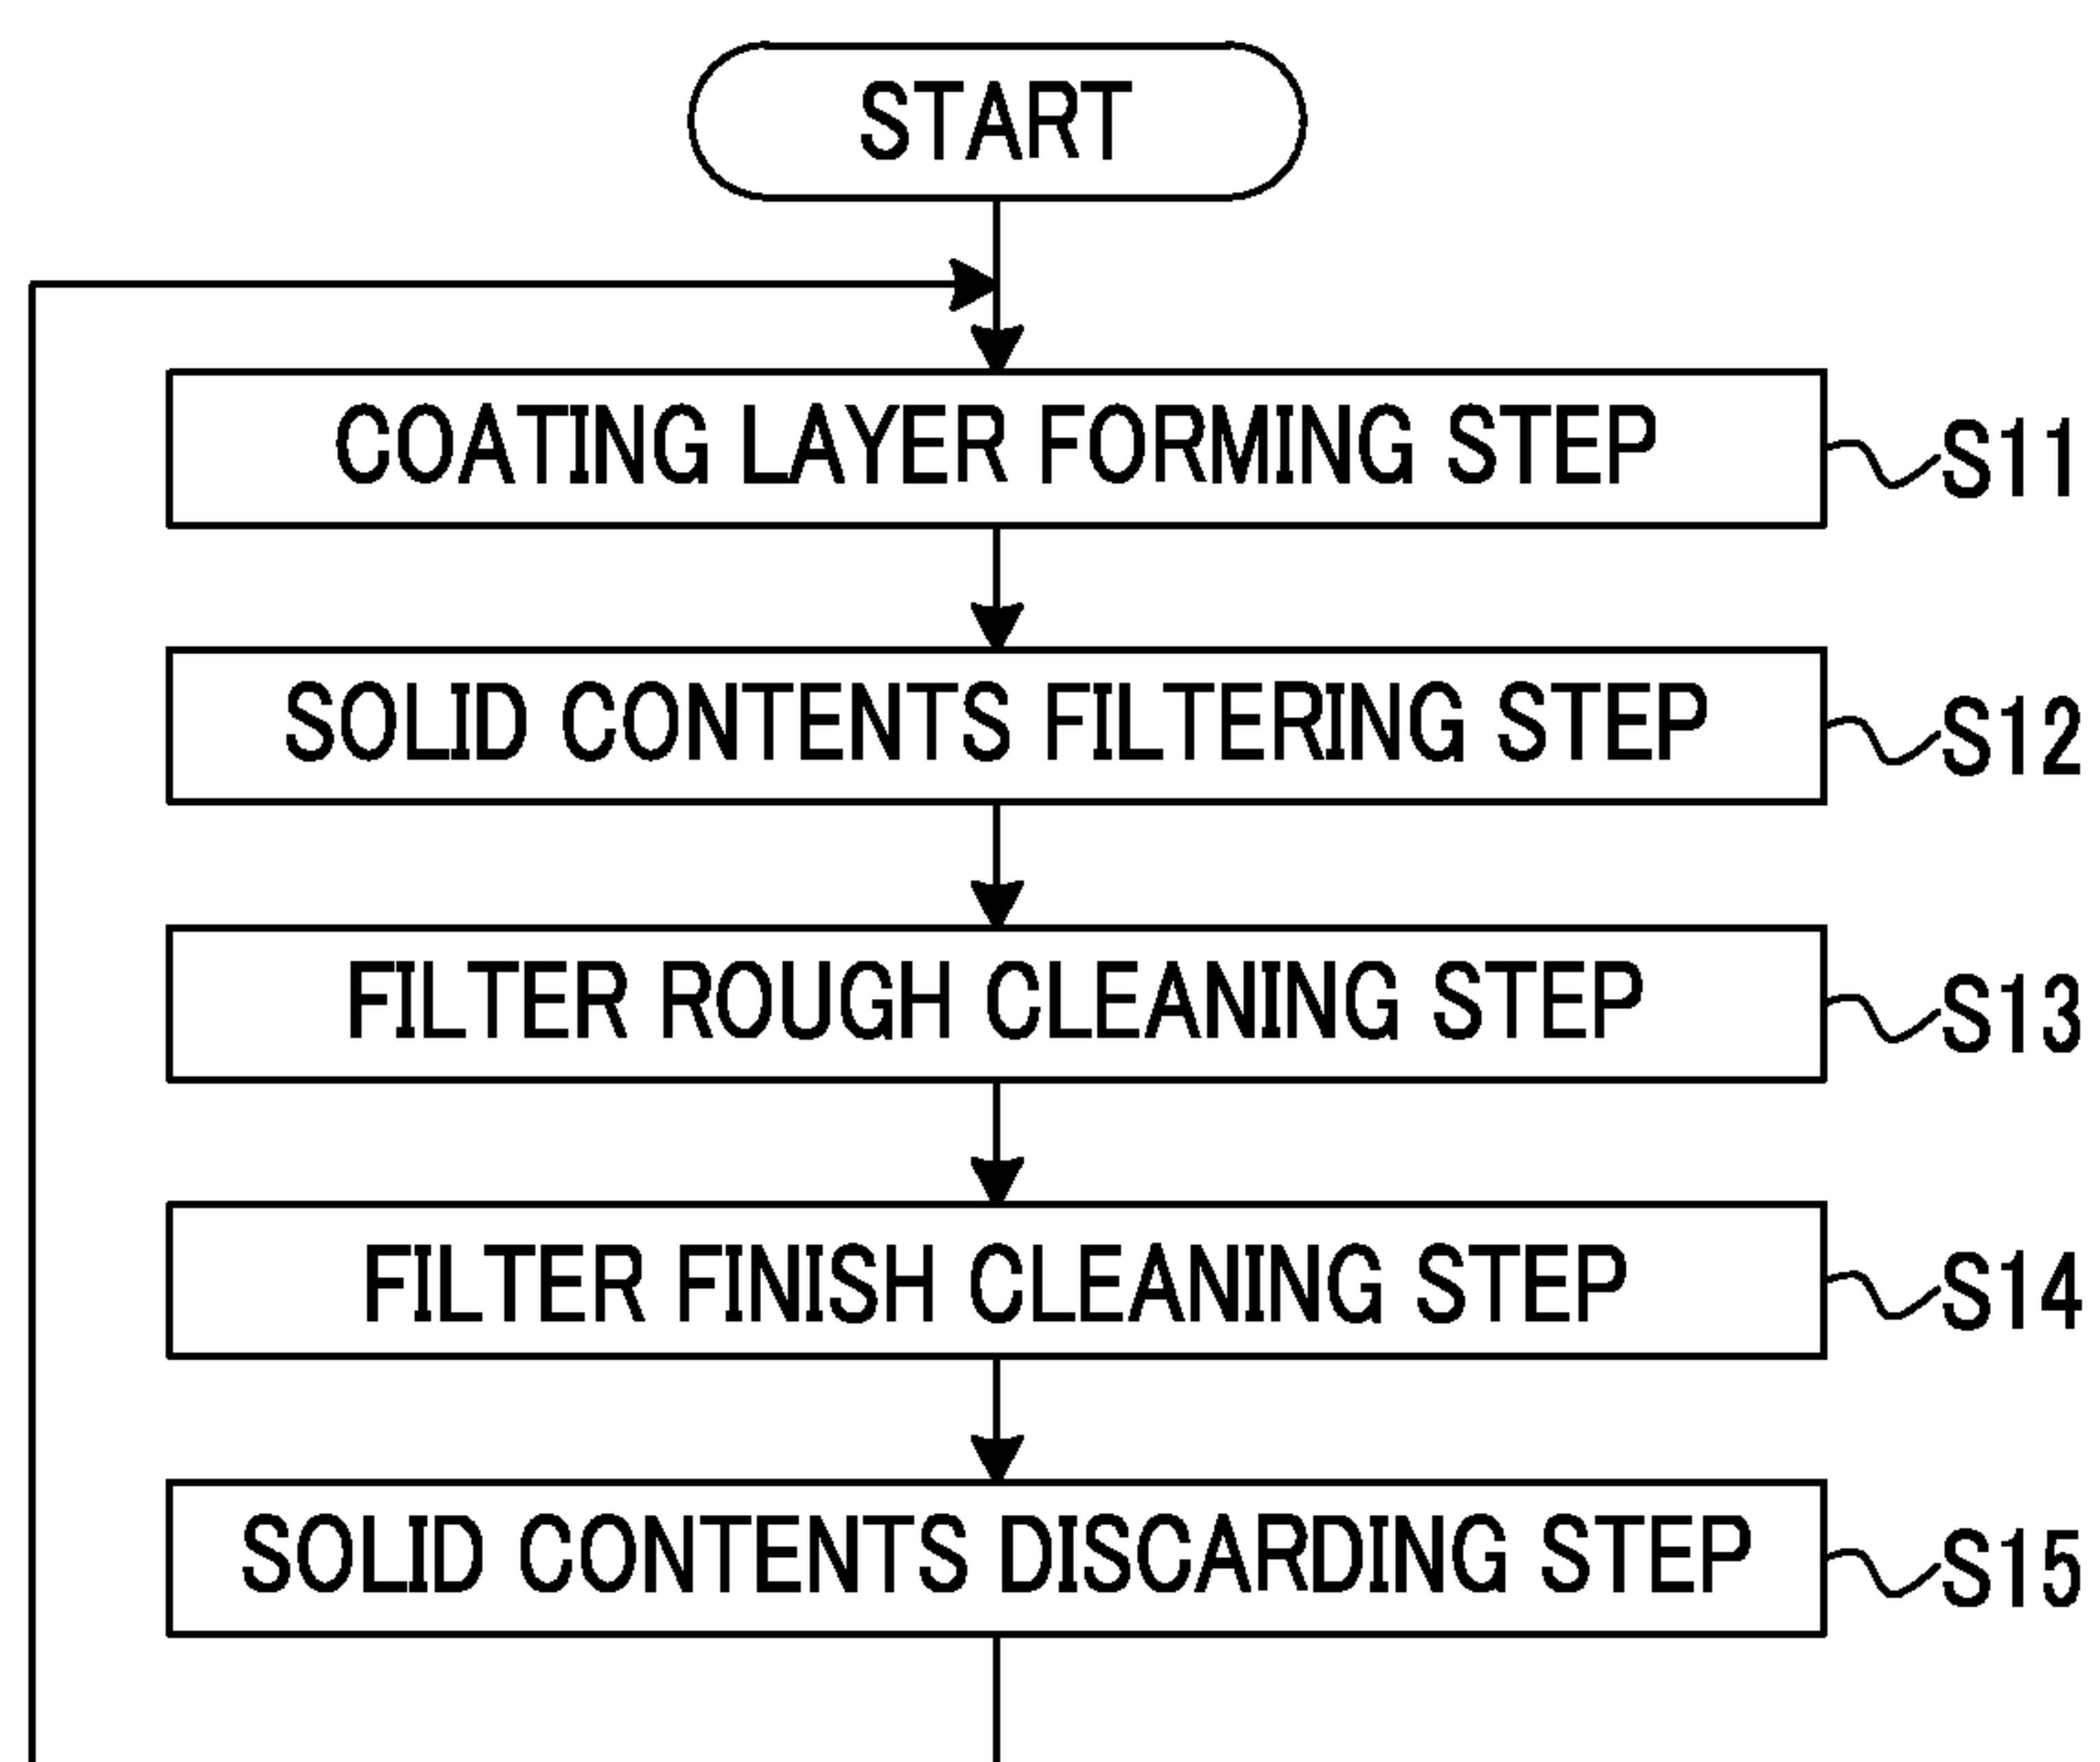 START
COATING LAYER FORMING STEP S11
SOLID CONTENTS FILTERING STEP S12
FILTER ROUGH CLEANING STEP S13
FILTER FINISH CLEANING STEP S14
SOLID CONTENTS DISCARDING STEP S15